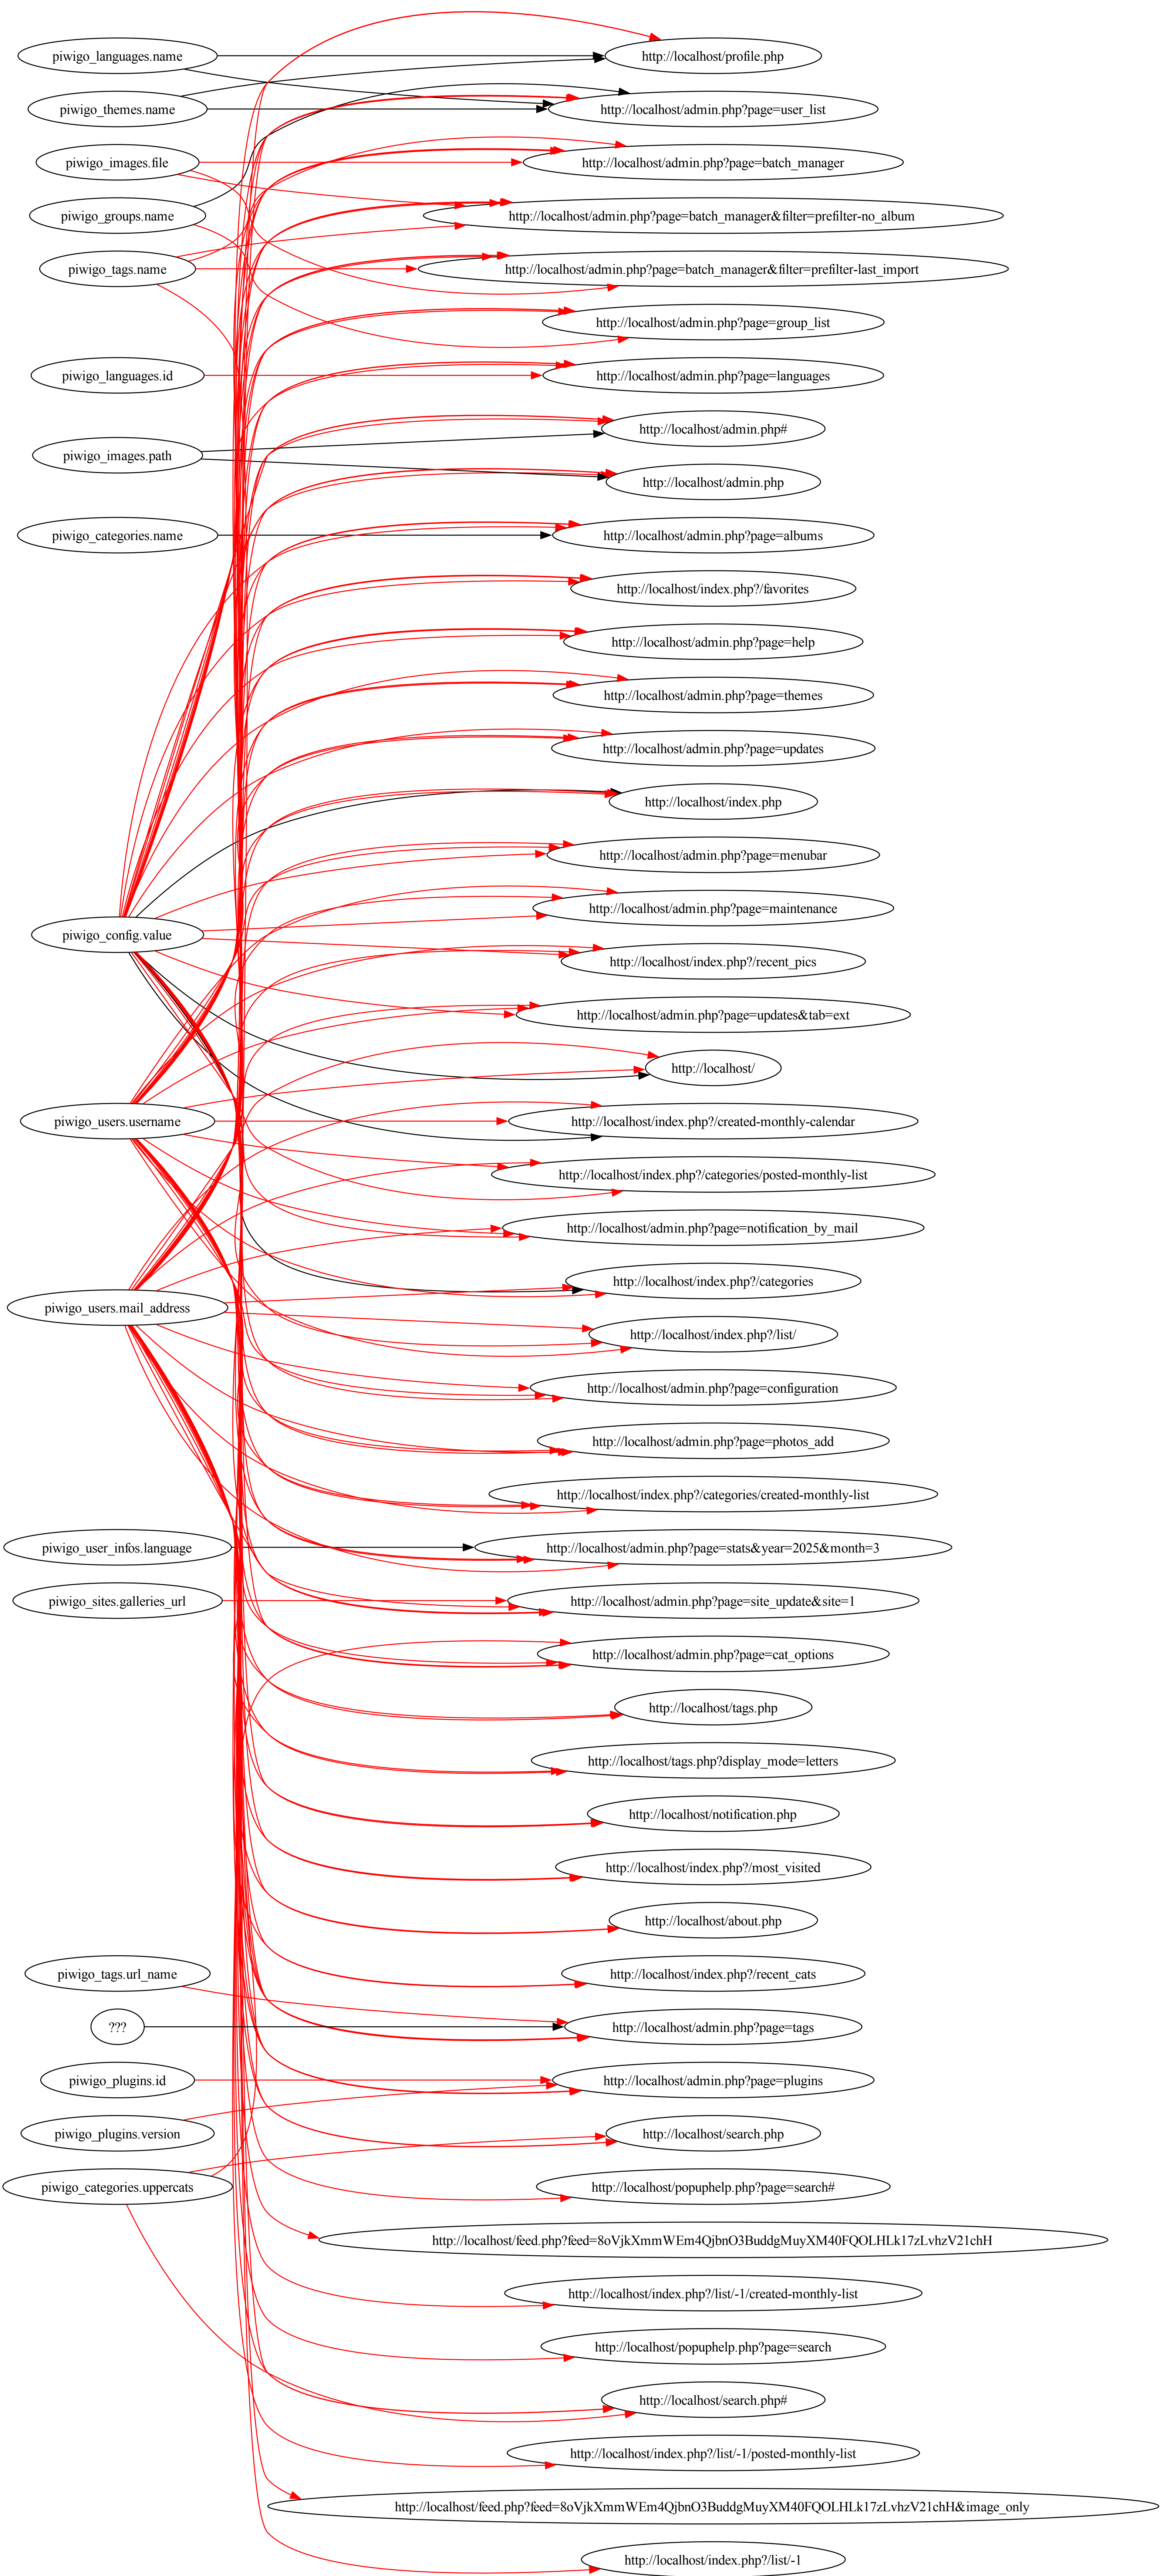 piwigo_languages.name
http://localhost/profile.php
piwigo_themes.name
http://localhost/admin.php?page=user_list
piwigo_images.file
http://localhost/admin.php?page=batch_manager
piwigo_groups.name
http://localhost/admin.php?page=batch_manager&filter=prefilter-no_album
piwigo_tags.name
http://localhost/admin.php?page=batch_manager&filter=prefilter-last_import
http://localhost/admin.php?page=group_list
piwigo_languages.id
http://localhost/admin.php?page=languages
http://localhost/admin.php#
piwigo_images.path
http://localhost/admin.php
piwigo_categories.name
http://localhost/admin.php?page=albums
http://localhost/index.php?/favorites
http://localhost/admin.php?page=help
http://localhost/admin.php?page=themes
http://localhost/admin.php?page=updates
http://localhost/index.php
http://localhost/admin.php?page=menubar
http://localhost/admin.php?page=maintenance
piwigo_config.value
http://localhost/index.php?/recent_pics
http://localhost/admin.php?page=updates&tab=ext
http://localhost/
piwigo_users.username
http://localhost/index.php?/created-monthly-calendar
http://localhost/index.php?/categories/posted-monthly-list
http://localhost/admin.php?page=notification_by_mail
http://localhost/index.php?/categories
piwigo_users.mail_address
http://localhost/index.php?/list/
http://localhost/admin.php?page=configuration
http://localhost/admin.php?page=photos_add
http://localhost/index.php?/categories/created-monthly-list
piwigo_user_infos.language
http://localhost/admin.php?page=stats&year=2025&month=3
piwigo_sites.galleries_url
http://localhost/admin.php?page=site_update&site=1
http://localhost/admin.php?page=cat_options
http://localhost/tags.php
http://localhost/tags.php?display_mode=letters
http://localhost/notification.php
http://localhost/index.php?/most_visited
http://localhost/about.php
piwigo_tags.url_name
http://localhost/index.php?/recent_cats
???
http://localhost/admin.php?page=tags
piwigo_plugins.id
http://localhost/admin.php?page=plugins
piwigo_plugins.version
http://localhost/search.php
piwigo_categories.uppercats
http://localhost/popuphelp.php?page=search#
http://localhost/feed.php?feed=8oVjkXmmWEm4QjbnO3BuddgMuyXM40FQOLHLk17zLvhzV21chH
http://localhost/index.php?/list/-1/created-monthly-list
http://localhost/popuphelp.php?page=search
http://localhost/search.php#
http://localhost/index.php?/list/-1/posted-monthly-list
http://localhost/feed.php?feed=8oVjkXmmWEm4QjbnO3BuddgMuyXM40FQOLHLk17zLvhzV21chH&image_only
http://localhost/index.php?/list/-1